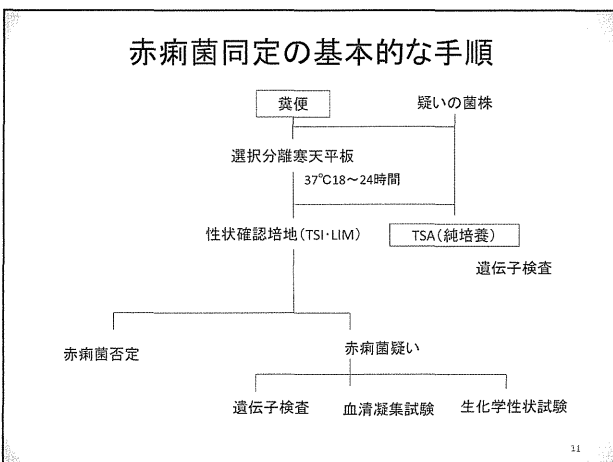 赤痢菌同定の基本的な手順
糞便
疑いの菌株
選択分離寒天平板
37℃18~24時間
性状確認培地(TSI・LIM)
TSA(純培養)
遺伝子検査
赤痢菌否定
赤痢菌疑い
遺伝子検査
血清凝集試験
生化学性状試験
11